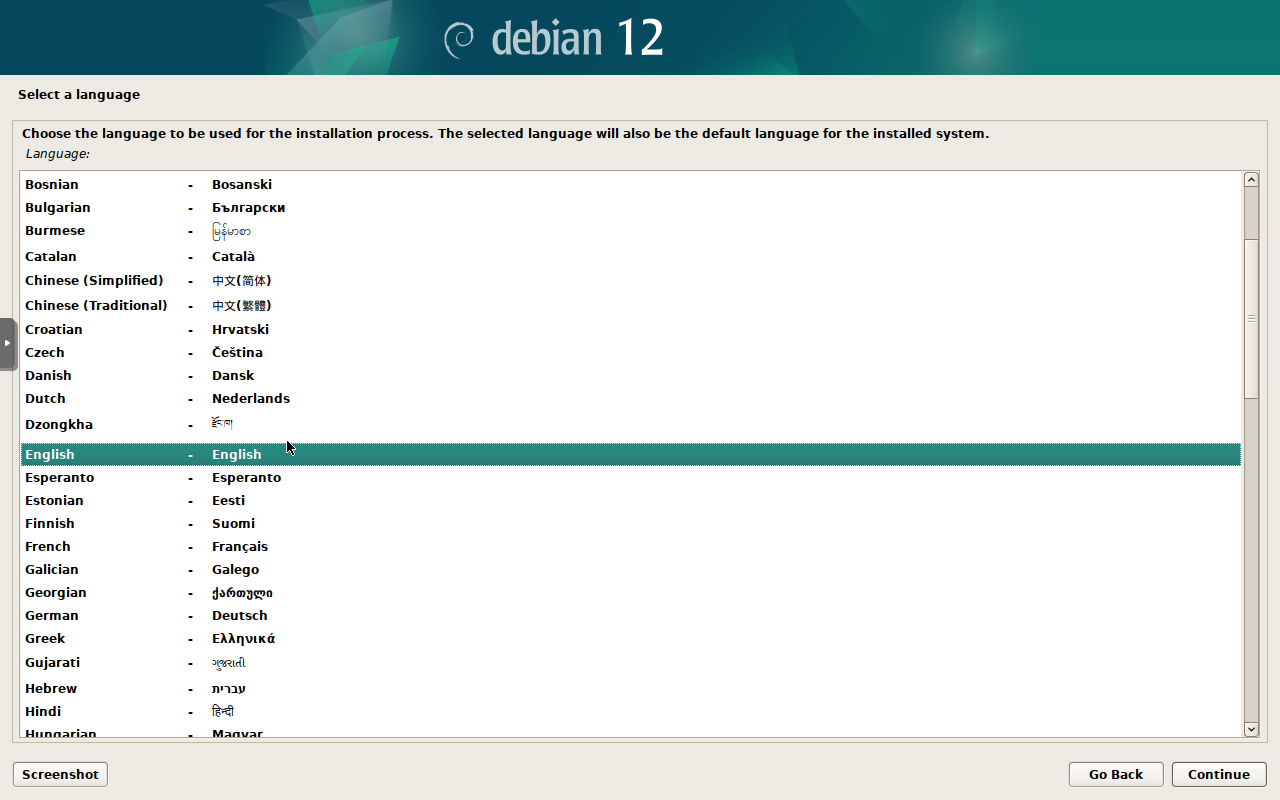 debian 12
Select a language
Choose the language to be used for the installation process. The selected language will also be the default language for the installed system.
Language:
Bosnian - Bosanski
Bulgarian - Български
Burmese - မြန်မာစာ
Catalan - Català
Chinese (Simplified) - 中文(简体)
Chinese (Traditional) - 中文(繁體)
Croatian - Hrvatski
Czech - Čeština
Danish - Dansk
Dutch - Nederlands
Dzongkha - རྫོང་ཁ།
English - English
Esperanto - Esperanto
Estonian - Eesti
Finnish - Suomi
French - Français
Galician - Galego
Georgian - ქართული
German - Deutsch
Greek - Ελληνικά
Gujarati - ગુજરાતી
Hebrew - עברית
Hindi - हिन्दी
Hungarian - Magyar
Screenshot Go Back Continue